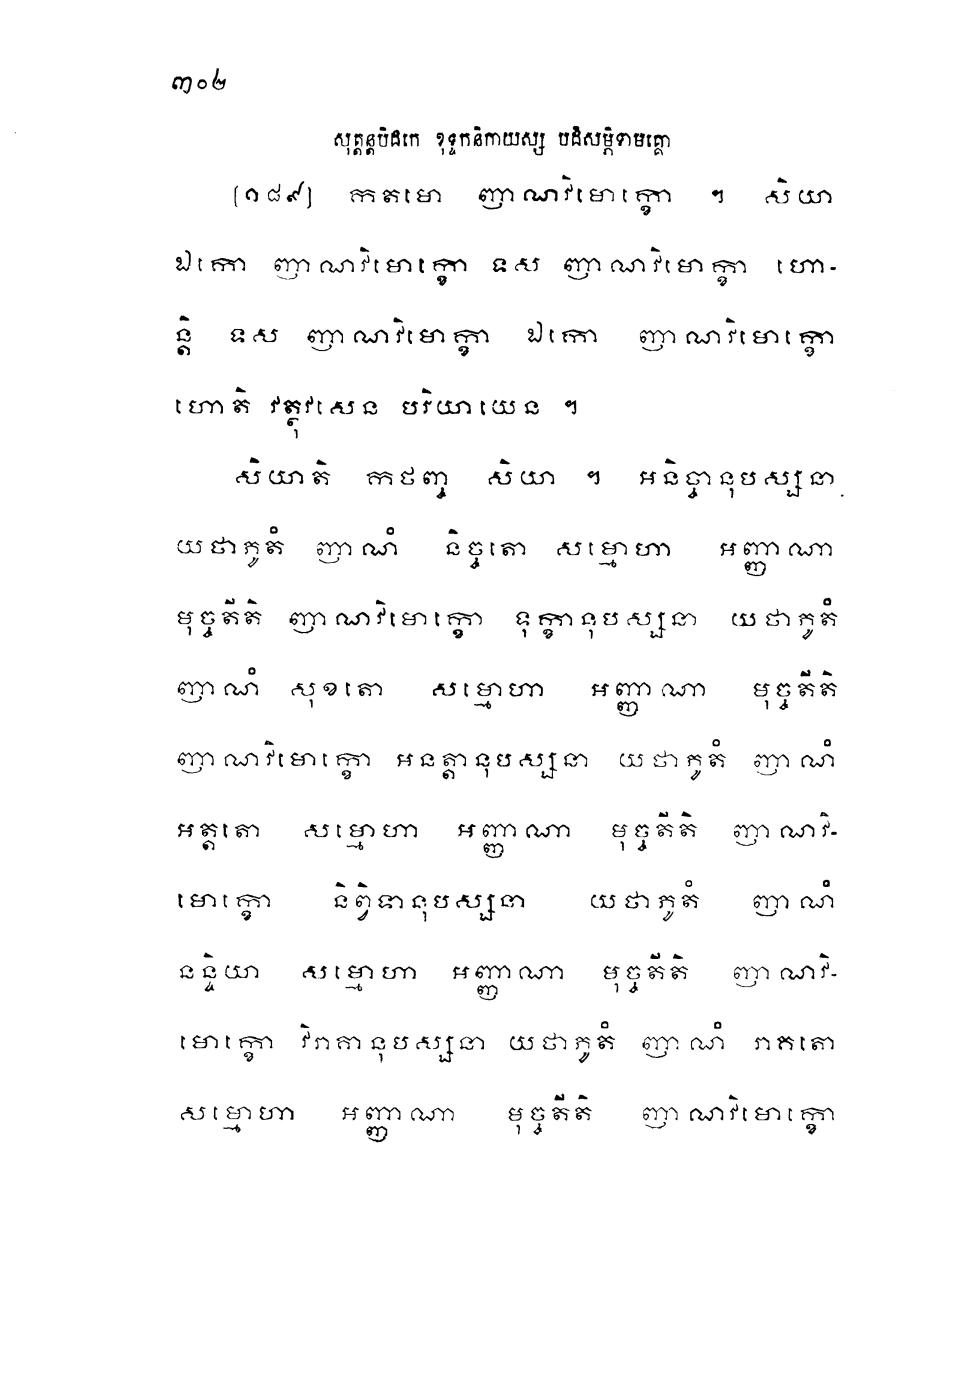 ៣០២
សុត្តន្តបិដកេ ខុទ្ទកនិកាយស្ស បដិសម្ភិទាមគ្គោ
[១៨៩] កតមោ ញាណវិមោក្ខោ ។ សិយា
ឯកោ ញាណវិមោក្ខោ ទស ញាណវិមោក្ខា ហោ-
ន្តិ ទស ញាណវិមោក្ខា ឯកោ ញាណវិមោក្ខោ
ហោតិ វត្ថុវសេន បរិយាយេន ។
សិយាតិ កថញ្ច សិយា ។ អនិច្ចានុបស្សនា
យថាភូតំ ញាណំ និច្ចតោ សម្មោហា អញ្ញាណា
មុច្ចតីតិ ញាណវិមោក្ខោ ទុក្ខានុបស្សនា យថាភូតំ
ញាណំ សុខតោ សម្មោហា អញ្ញាណា មុច្ចតីតិ
ញាណវិមោក្ខោ អនត្តានុបស្សនា យថាភូតំ ញាណំ
អត្តតោ សម្មោហា អញ្ញាណា មុច្ចតីតិ ញាណវិ-
មោក្ខោ និព្វិទានុបស្សនា យថាភូតំ ញាណំ
នន្ទិយា សម្មោហា អញ្ញាណា មុច្ចតីតិ ញាណវិ-
មោក្ខោ វិរាគានុបស្សនា យថាភូតំ ញាណំ រាគតោ
សម្មោហា អញ្ញាណា មុច្ចតីតិ ញាណវិមោក្ខោ